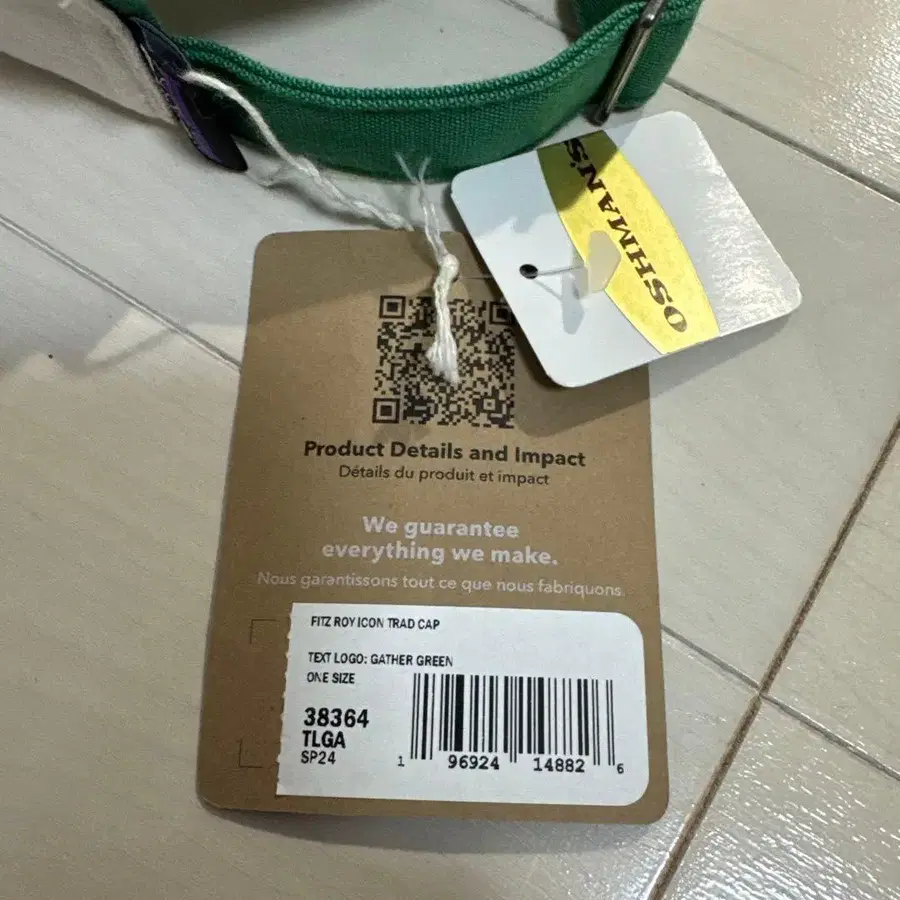 OSHMAN'S
Product Details and Impact
Détails du produit et impact
We guarantee
everything we make.
Nous garantissons tout ce que nous fabriquons.
FITZ ROY ICON TRAD CAP
TEXT LOGO: GATHER GREEN
ONE SIZE
38364
TLGA
SP24
1 96924 14882 6